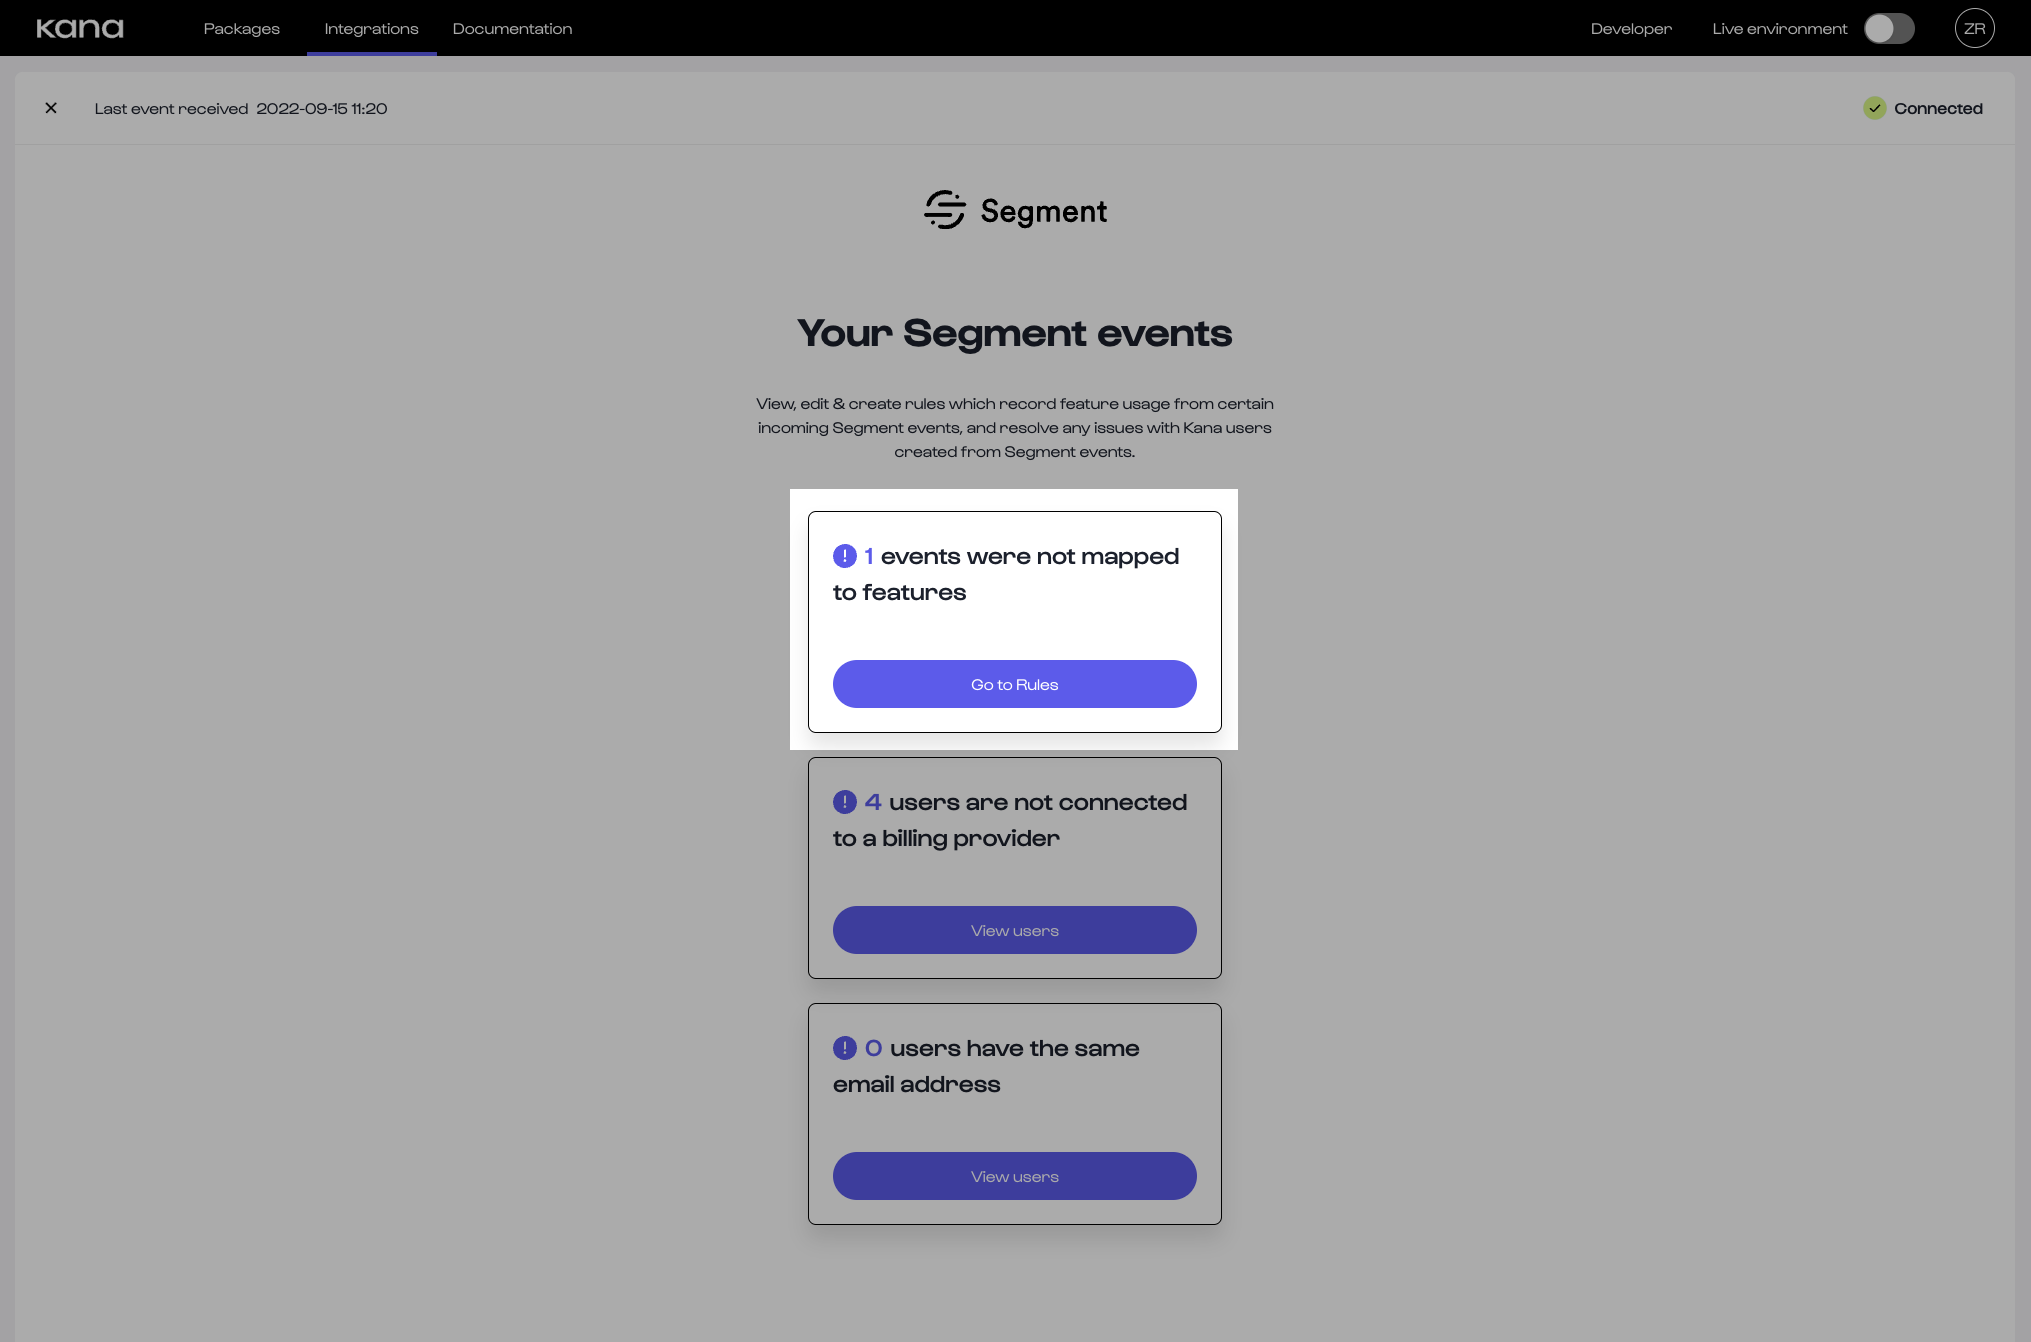 kana
Packages
Integrations
Documentation
Developer
Live environment
ZR
Last event received 2022-09-15 11:20
Connected
Segment
Your Segment events
View, edit & create rules which record feature usage from certain
incoming Segment events, and resolve any issues with Kana users
created from Segment events.
1 events were not mapped
to features
Go to Rules
4 users are not connected
to a billing provider
View users
0 users have the same
email address
View users